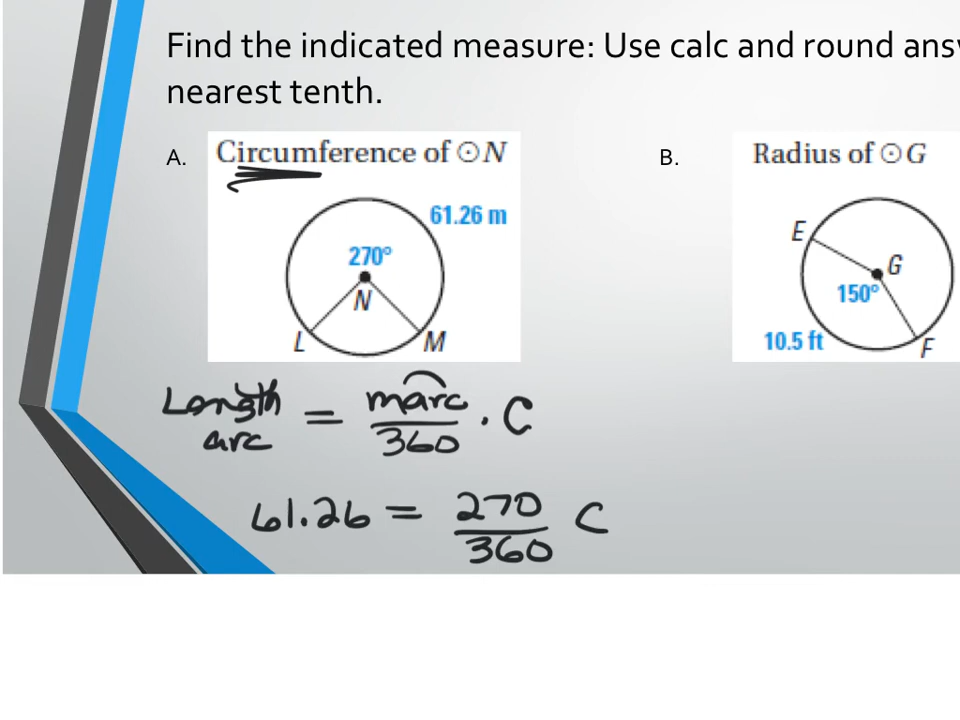 Find the indicated measure: Use calc and round ans
nearest tenth.
A.
Circumference of ⊙N
61.26 m
270°
N
L
M
B.
Radius of ⊙G
E
G
150°
10.5 ft
F
Length
arc
=
marc
360
· C
61.26 =
270
360
C